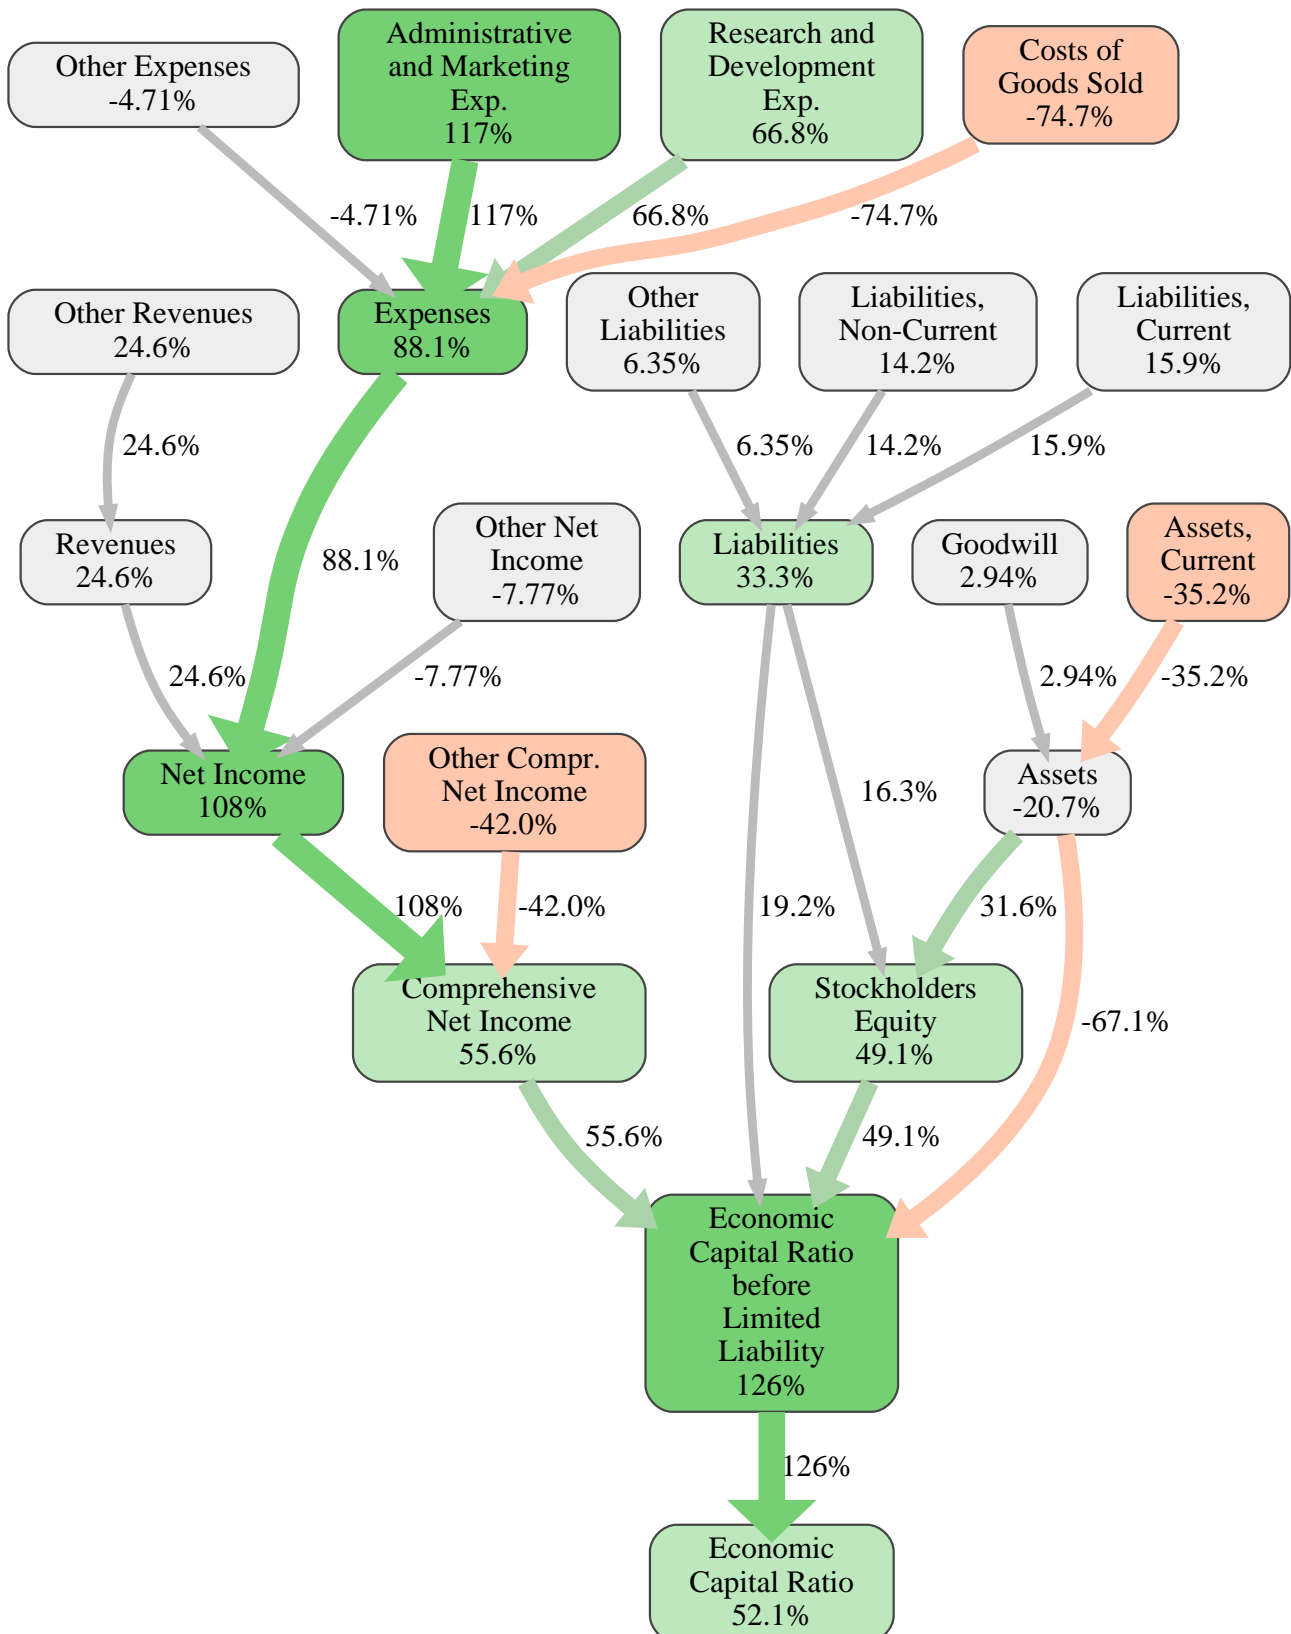 Other Expenses
-4.71%
Administrative
and Marketing
Exp.
117%
Research and
Development
Exp.
66.8%
Costs of
Goods Sold
-74.7%
-4.71%
117%
66.8%
-74.7%
Other Revenues
24.6%
Expenses
88.1%
Other
Liabilities
6.35%
Liabilities,
Non-Current
14.2%
Liabilities,
Current
15.9%
24.6%
6.35%
14.2%
15.9%
Revenues
24.6%
88.1%
Other Net
Income
-7.77%
Liabilities
33.3%
Goodwill
2.94%
Assets,
Current
-35.2%
24.6%
-7.77%
2.94%
-35.2%
Net Income
108%
Other Compr.
Net Income
-42.0%
16.3%
Assets
-20.7%
108%
-42.0%
19.2%
31.6%
Comprehensive
Net Income
55.6%
Stockholders
Equity
49.1%
-67.1%
55.6%
49.1%
Economic
Capital Ratio
before
Limited
Liability
126%
126%
Economic
Capital Ratio
52.1%